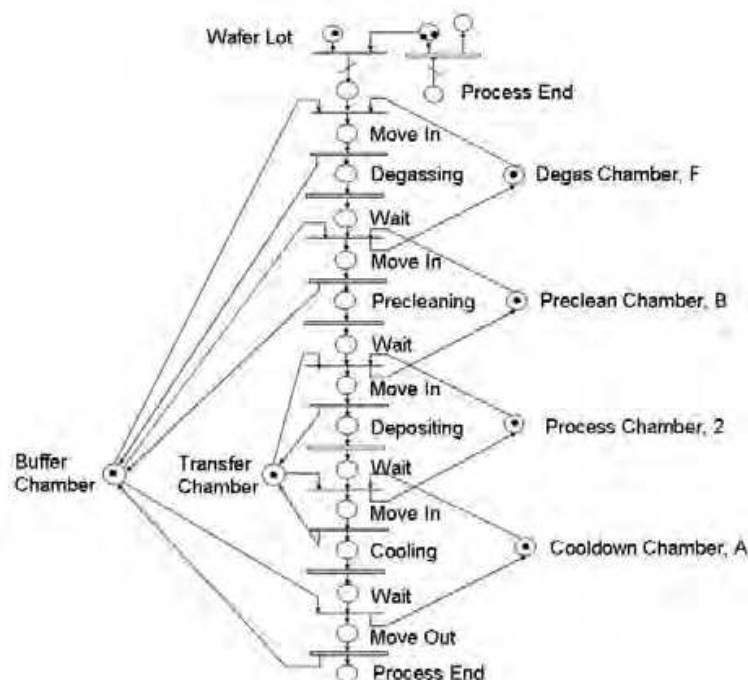 Wafer Lot
Process End
Move In
Degassing
Degas Chamber, F
Wait
Move In
Precleaning
Preclean Chamber, B
Wait
Move In
Depositing
Process Chamber, 2
Buffer
Chamber
Transfer
Chamber
Wait
Move In
Cooling
Cooldown Chamber, A
Wait
Move Out
Process End